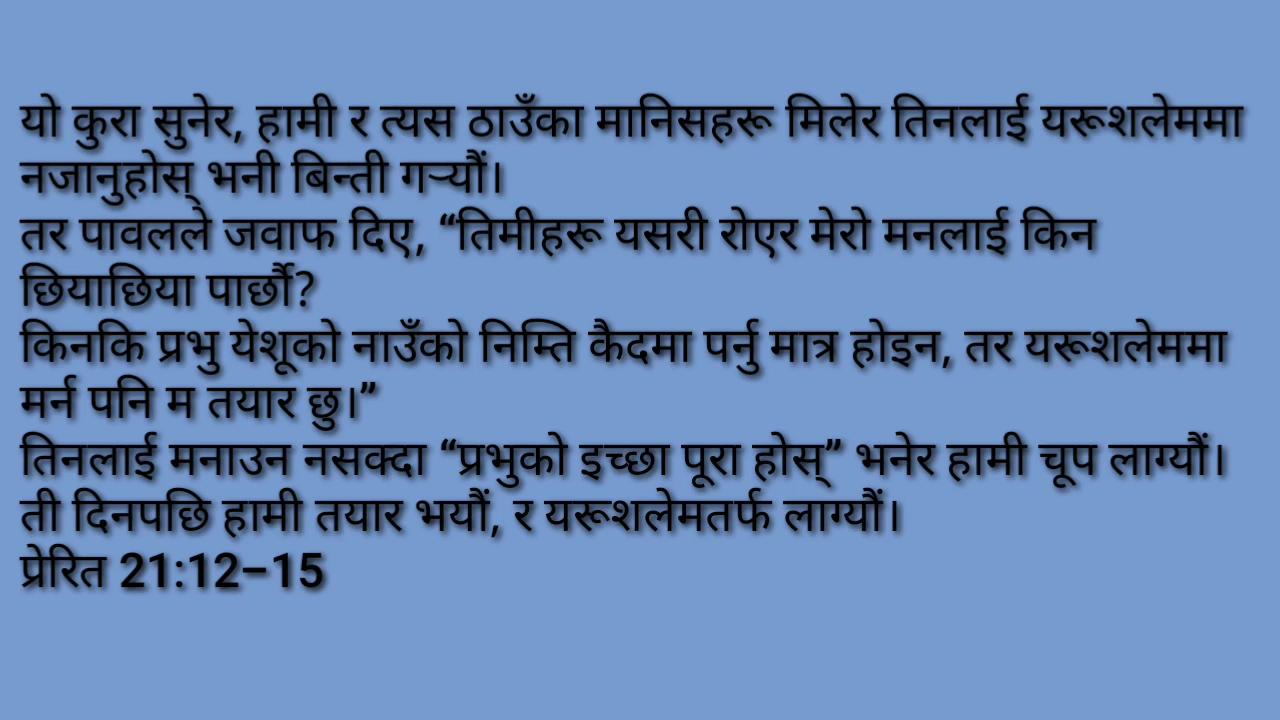 यो कुरा सुनेर, हामी र त्यस ठाउँका मानिसहरू मिलेर तिनलाई यरूशलेममा
नजानुहोस् भनी बिन्ती गर्‍यौं।
तर पावलले जवाफ दिए, “तिमीहरू यसरी रोएर मेरो मनलाई किन
छियाछिया पार्छौ?
किनकि प्रभु येशूको नाउँको निम्ति कैदमा पर्नु मात्र होइन, तर यरूशलेममा
मर्न पनि म तयार छु।”
तिनलाई मनाउन नसक्दा “प्रभुको इच्छा पूरा होस्” भनेर हामी चूप लाग्यौं।
ती दिनपछि हामी तयार भयौं, र यरूशलेमतर्फ लाग्यौं।
प्रेरित 21:12–15